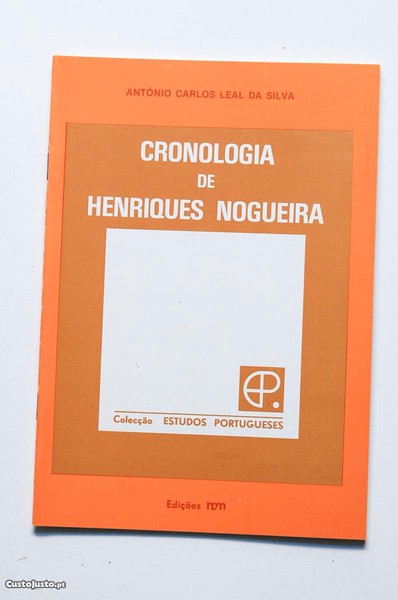 ANTÓNIO CARLOS LEAL DA SILVA
CRONOLOGIA
DE
HENRIQUES NOGUEIRA
EP.
Colecção ESTUDOS PORTUGUESES
Edições
CustoJusto.pt